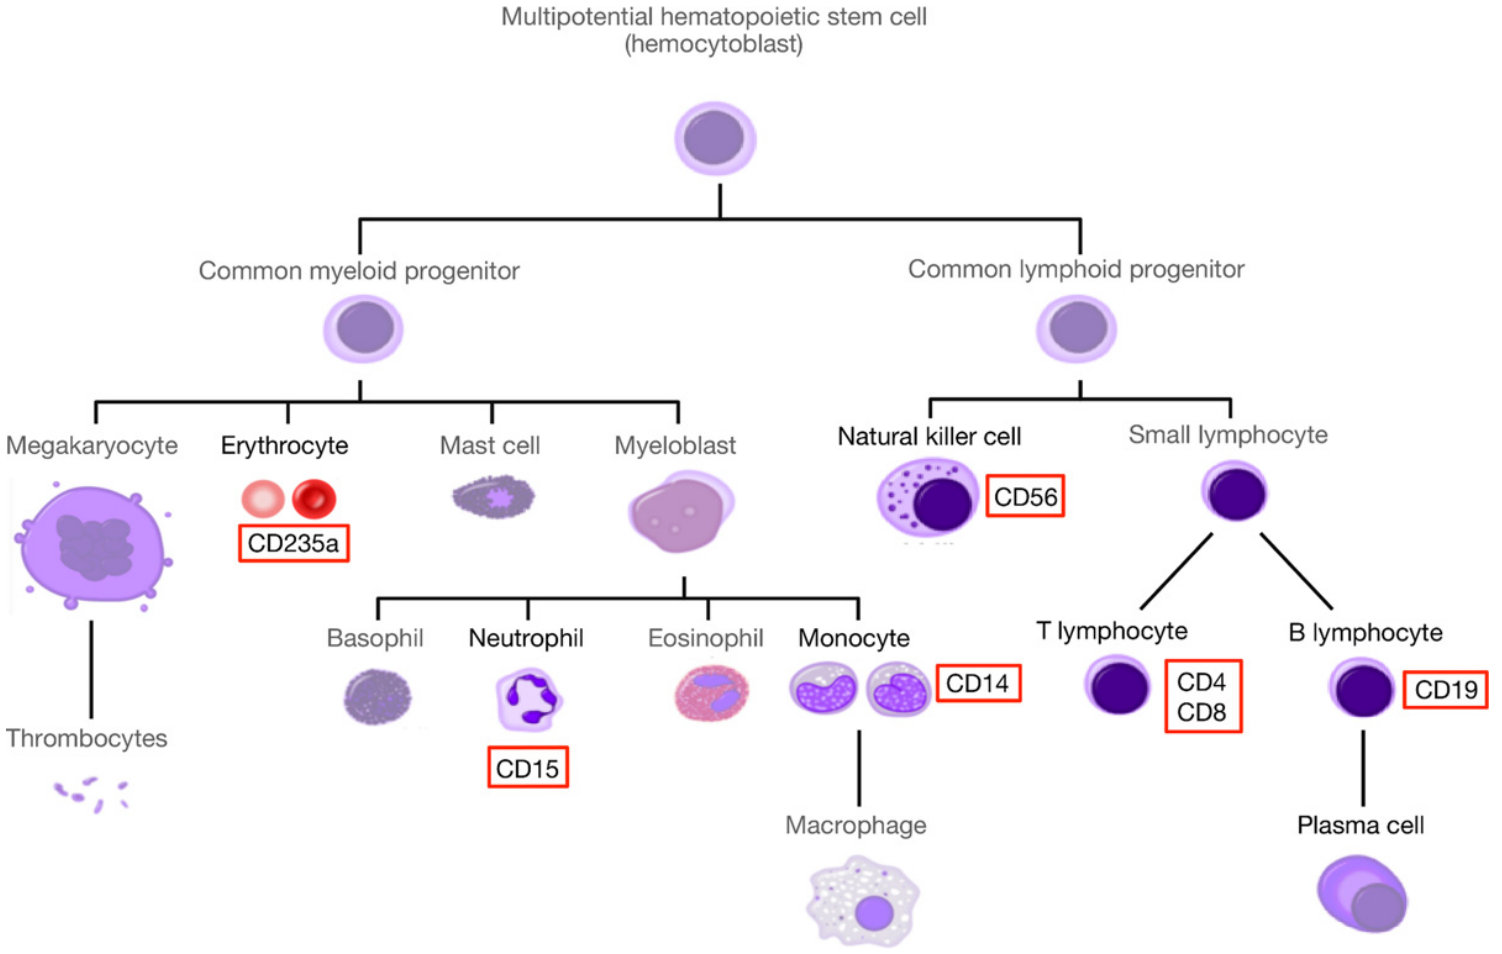 Multipotential hematopoietic stem cell
(hemocytoblast)
Common myeloid progenitor
Common lymphoid progenitor
Megakaryocyte
Erythrocyte
Mast cell
Myeloblast
Natural killer cell
Small lymphocyte
CD56
CD235a
Basophil
Neutrophil
Eosinophil
Monocyte
T lymphocyte
B lymphocyte
CD14
CD4
CD8
CD19
Thrombocytes
CD15
Macrophage
Plasma cell